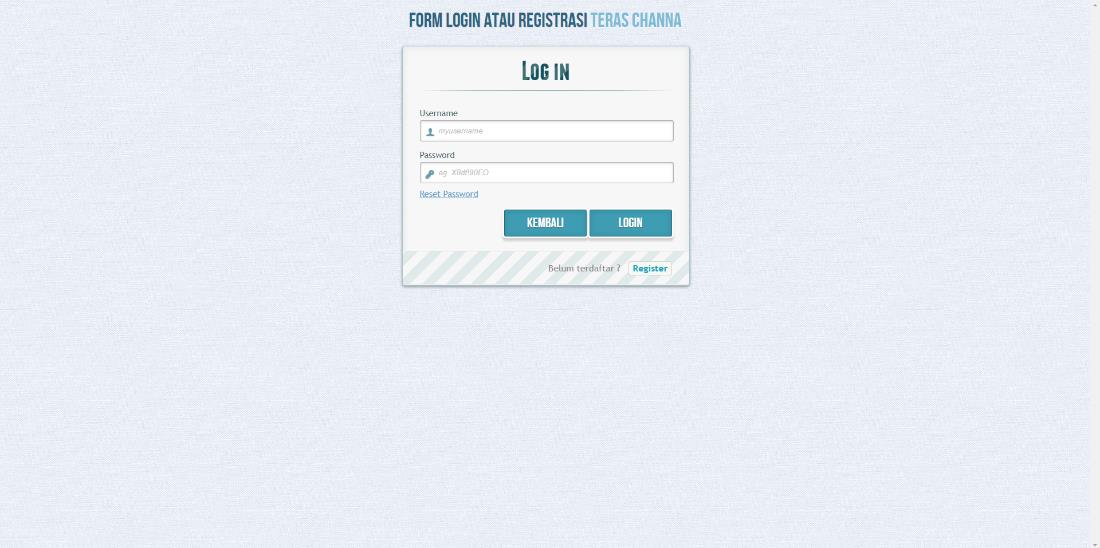 FORM LOGIN ATAU REGISTRASI TERAS CHANNA
LOG IN
Username
myusername
Password
eg. X8df!90EO
Reset Password
KEMBALI LOGIN
Belum terdaftar ? Register